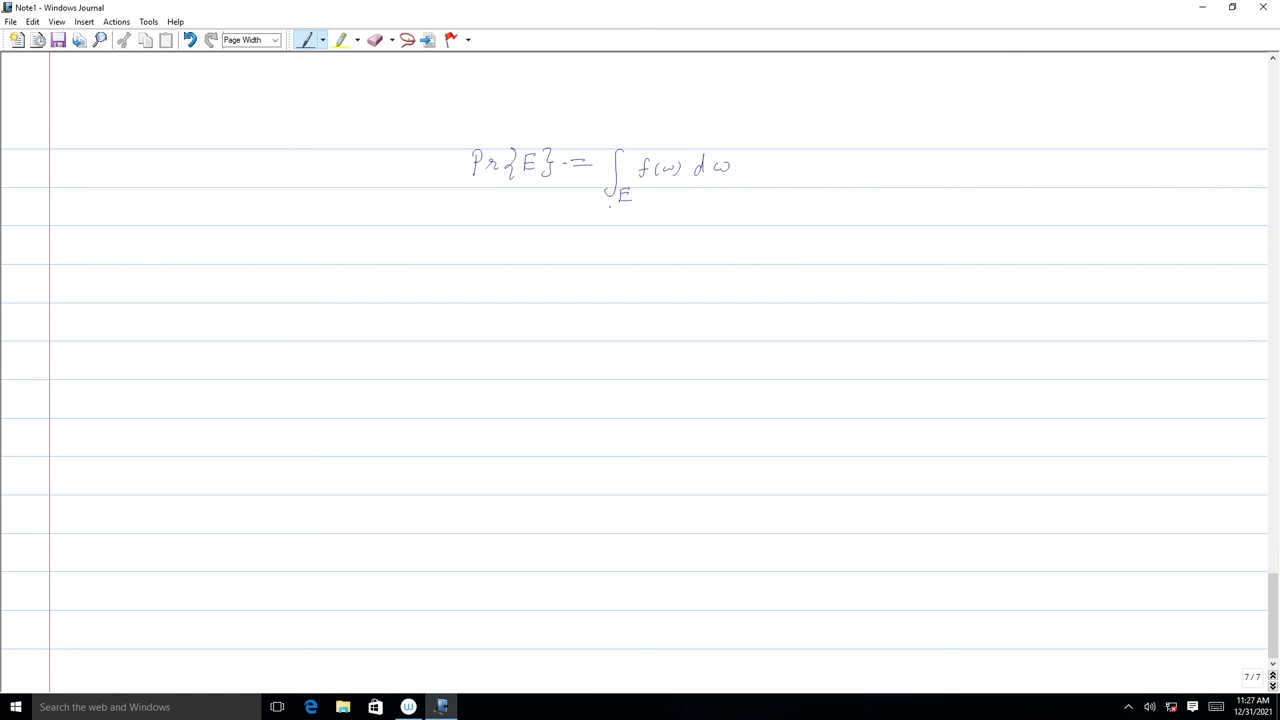 Note1 - Windows Journal
File Edit View Insert Actions Tools Help
Page Width
Pr{E} = ∫_E f(ω) dω
7 / 7
Search the web and Windows
11:27 AM
12/31/2021